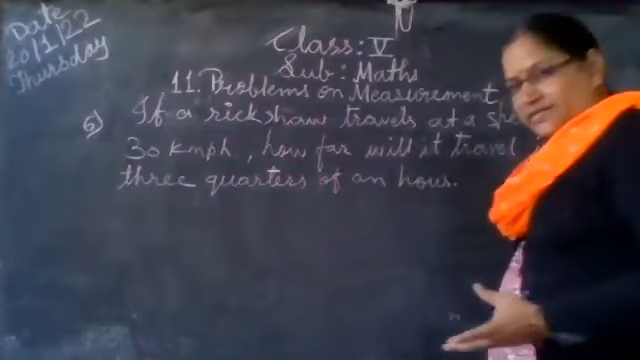 Date
20/1/22
Thursday
Class: V
Sub: Maths
11. Problems on Measurement
6) If a rickshaw travels at a spe
30 kmph, how far will it travel
three quarters of an hour.